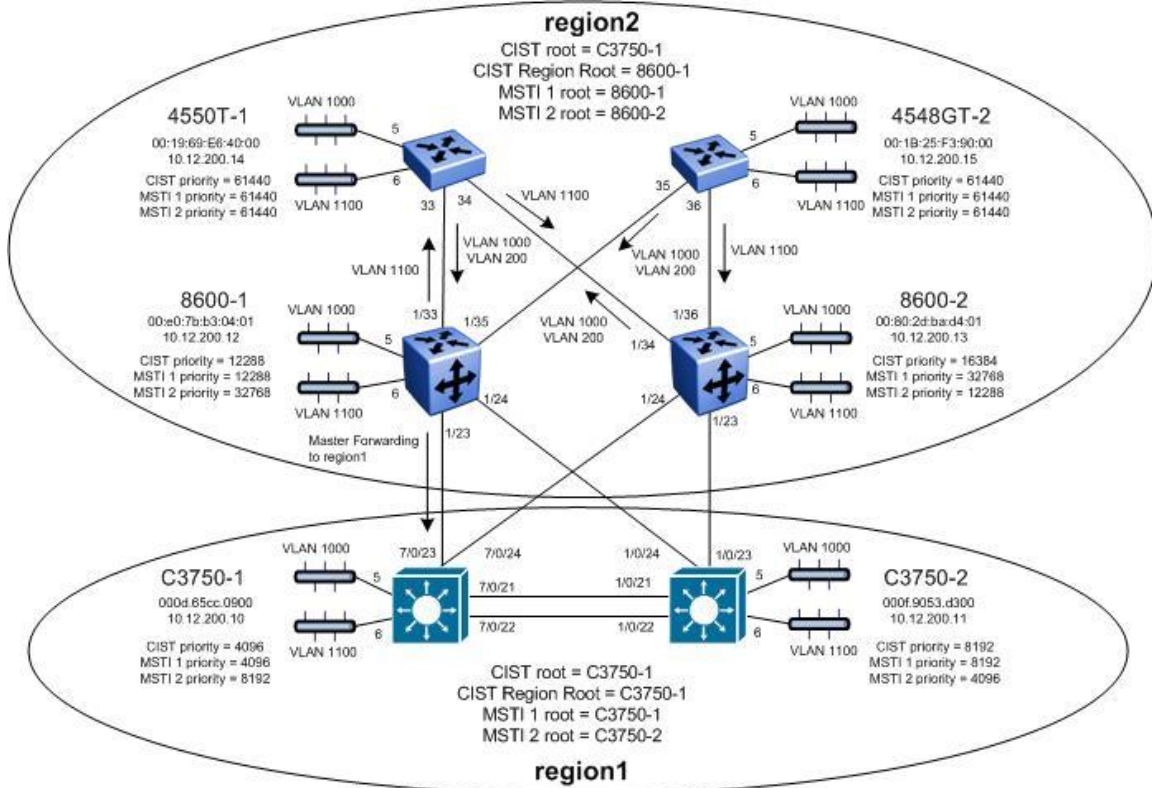 region2
CIST root = C3750-1
CIST Region Root = 8600-1
MSTI 1 root = 8600-1
MSTI 2 root = 8600-2
4550T-1
00:19:69:E6:40:00
10.12.200.14
CIST priority = 61440
MSTI 1 priority = 61440
MSTI 2 priority = 61440
VLAN 1000
5
6
VLAN 1100
33
34
VLAN 1100
VLAN 1000
VLAN 200
VLAN 1100
4548GT-2
00:1B:25:F3:90:00
10.12.200.15
CIST priority = 61440
MSTI 1 priority = 61440
MSTI 2 priority = 61440
VLAN 1000
5
6
VLAN 1100
35
36
VLAN 1000
VLAN 200
VLAN 1100
8600-1
00:e0:7b:b3:04:01
10.12.200.12
CIST priority = 12288
MSTI 1 priority = 12288
MSTI 2 priority = 32768
VLAN 1000
5
6
VLAN 1100
1/33
1/35
1/24
1/23
Master Forwarding
to region1
VLAN 1000
VLAN 200
1/34
1/36
8600-2
00:80:2d:ba:d4:01
10.12.200.13
CIST priority = 16384
MSTI 1 priority = 32768
MSTI 2 priority = 12288
VLAN 1000
5
6
VLAN 1100
1/24
1/23
C3750-1
000d.65cc.0900
10.12.200.10
CIST priority = 4096
MSTI 1 priority = 4096
MSTI 2 priority = 8192
VLAN 1000
5
6
VLAN 1100
7/0/23
7/0/24
7/0/21
7/0/22
1/0/24
1/0/23
1/0/21
1/0/22
C3750-2
000f.9053.d300
10.12.200.11
CIST priority = 8192
MSTI 1 priority = 8192
MSTI 2 priority = 4096
VLAN 1000
5
6
VLAN 1100
CIST root = C3750-1
CIST Region Root = C3750-1
MSTI 1 root = C3750-1
MSTI 2 root = C3750-2
region1